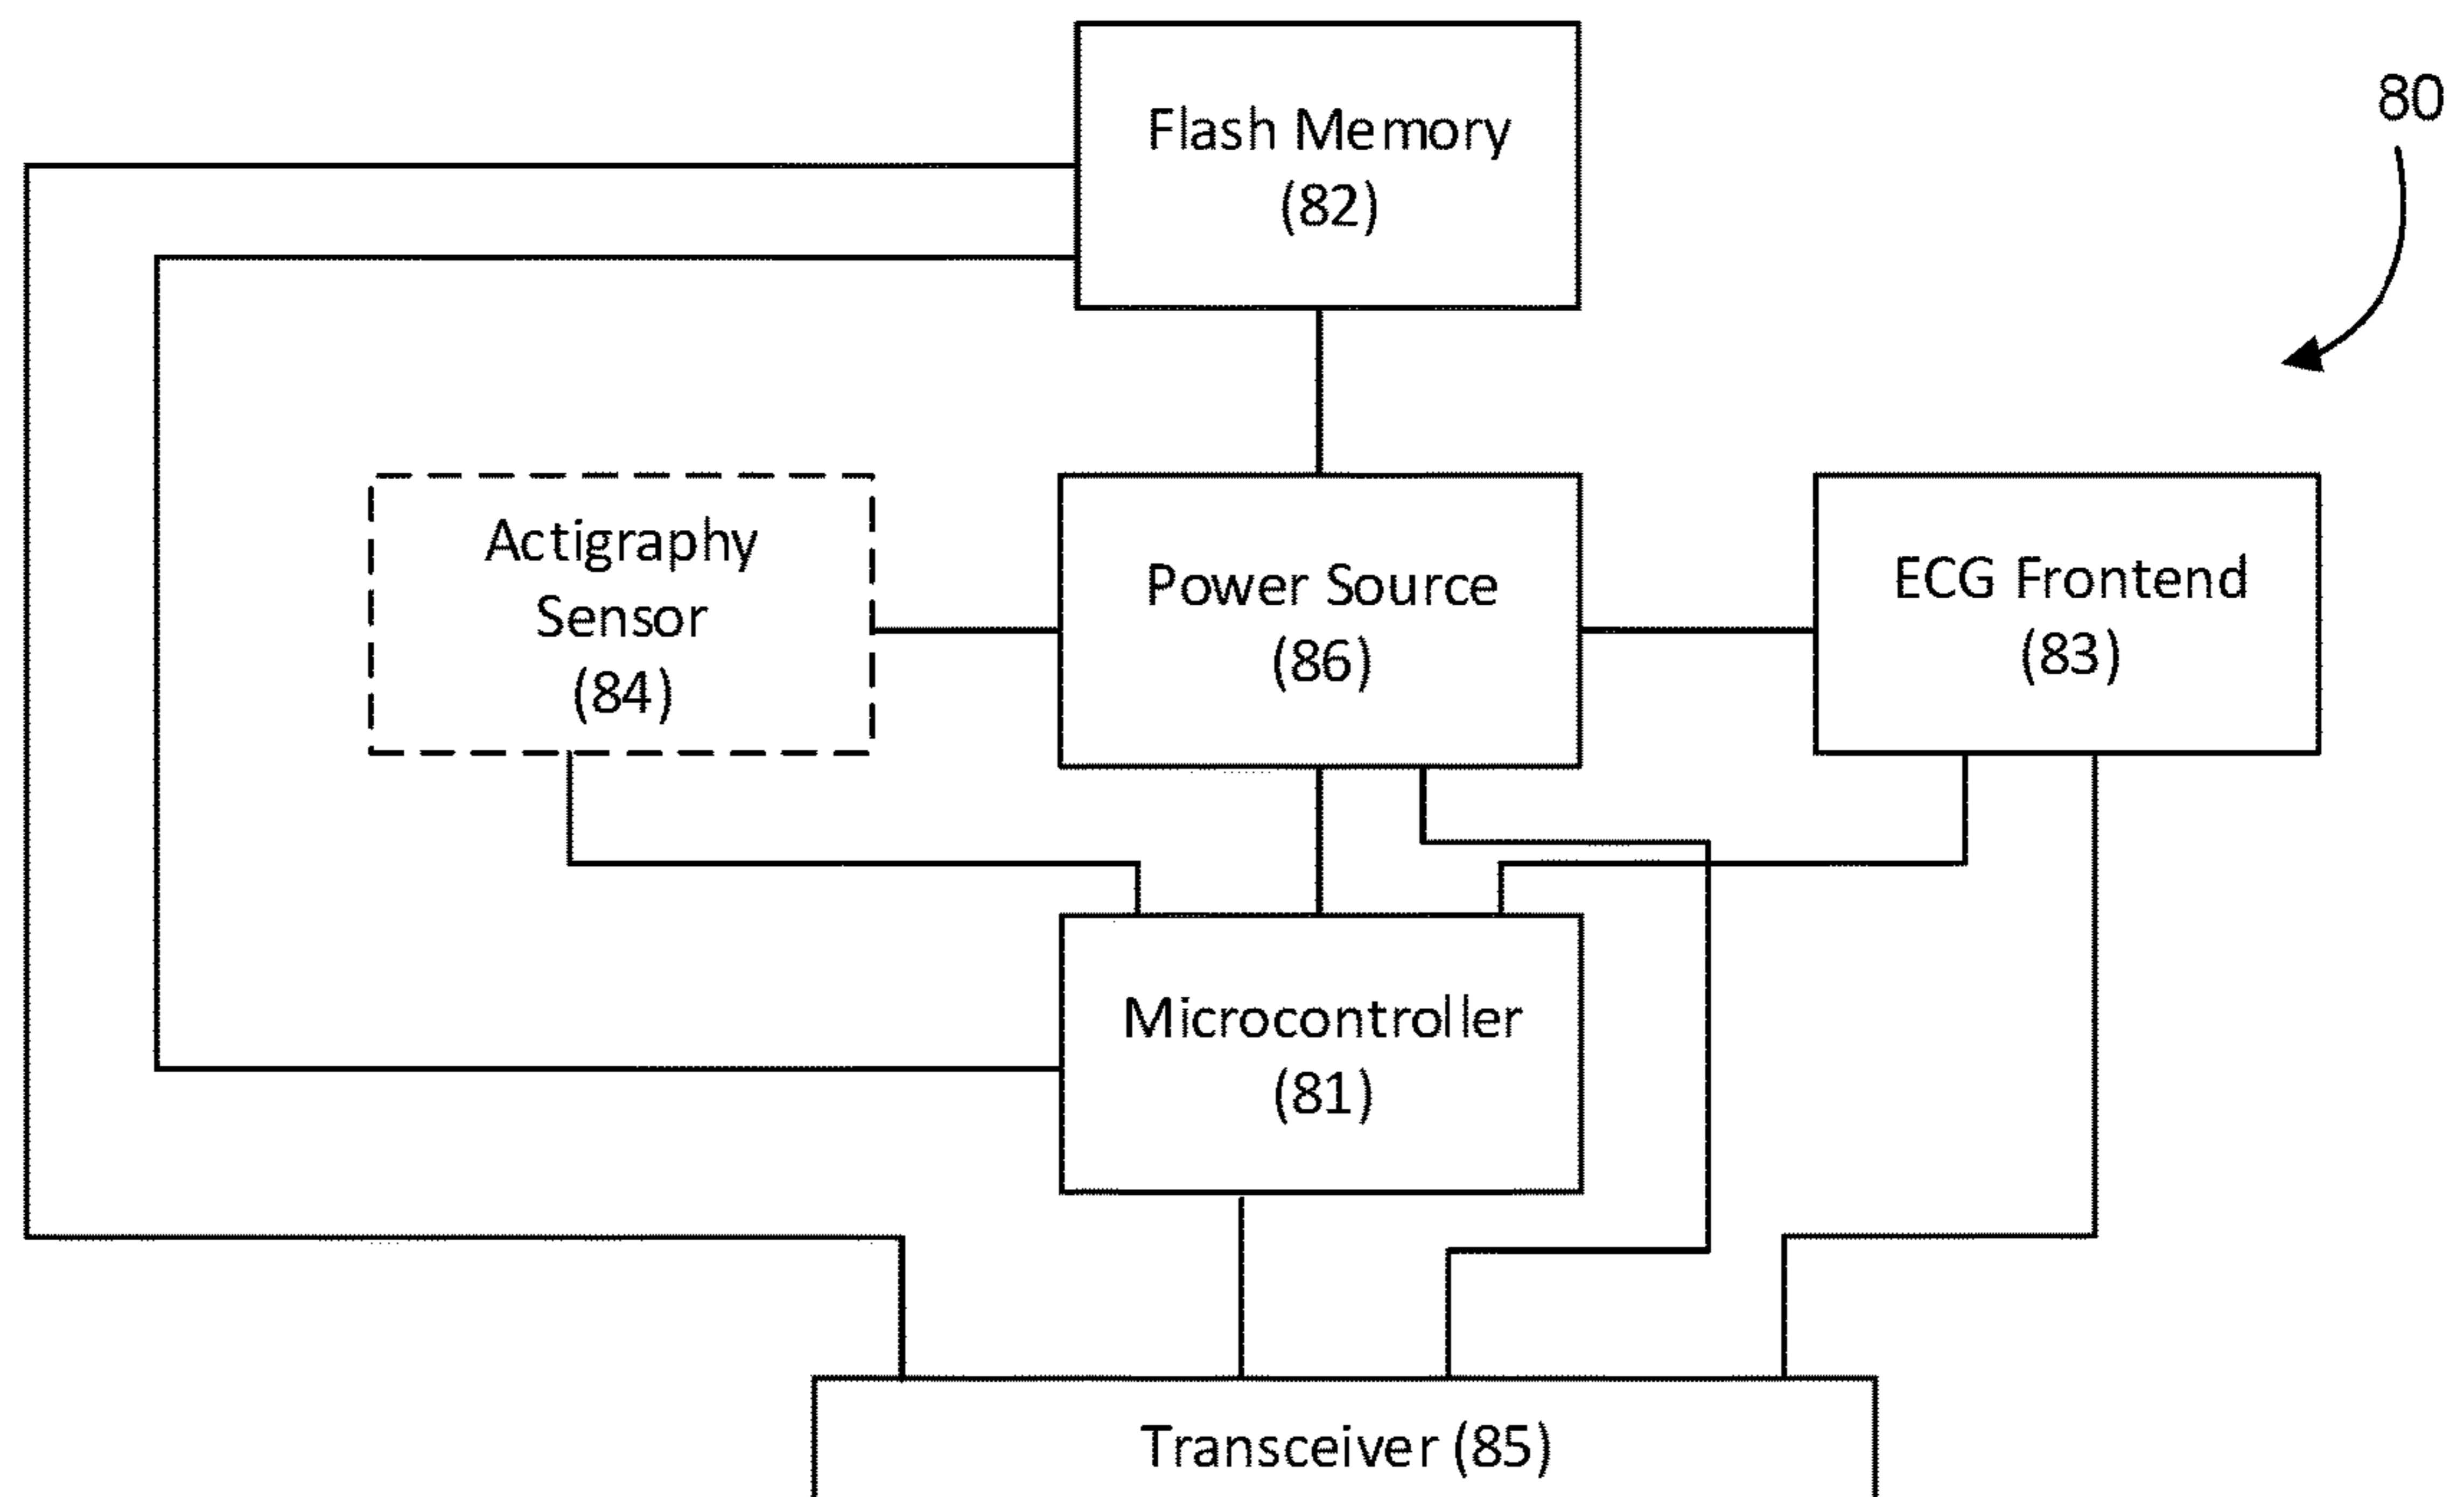 Flash Memory
(82)
80
Actigraphy
Sensor
(84)
Power Source
(86)
ECG Frontend
(83)
Microcontroller
(81)
Transceiver (85)